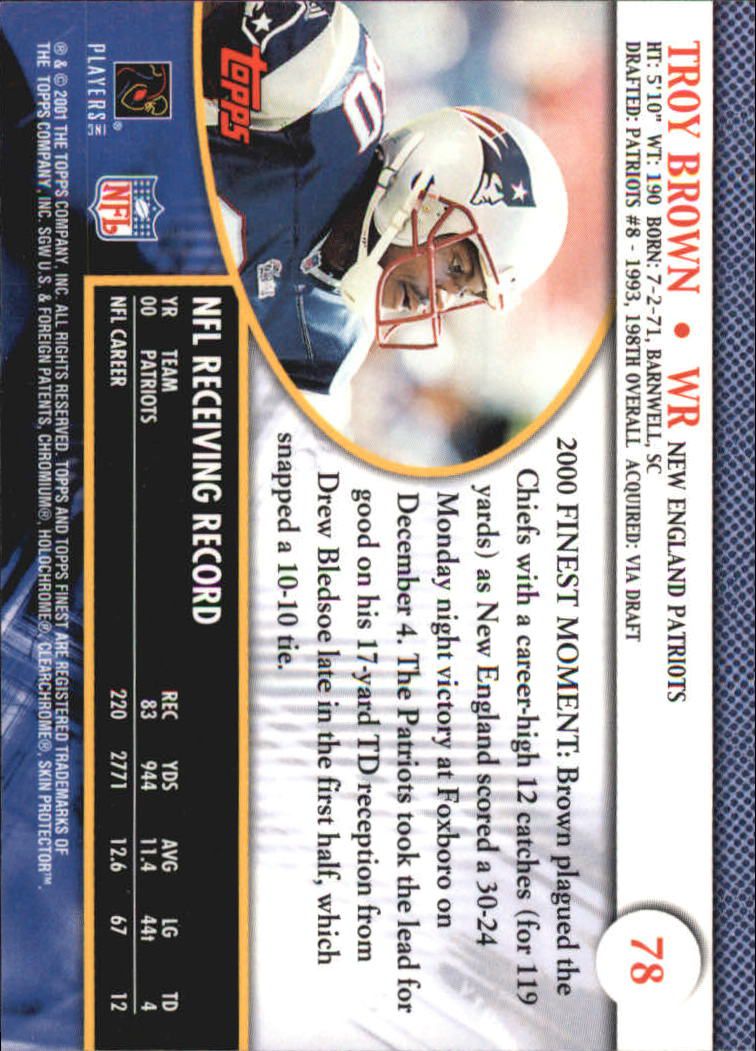 TROY BROWN • WR NEW ENGLAND PATRIOTS
HT: 5'10" WT: 190 BORN: 7-2-71, BARNWELL, SC
DRAFTED: PATRIOTS #8 - 1993, 198TH OVERALL ACQUIRED: VIA DRAFT
78
2000 FINEST MOMENT: Brown plagued the
Chiefs with a career-high 12 catches (for 119
yards) as New England scored a 30-24
Monday night victory at Foxboro on
December 4. The Patriots took the lead for
good on his 17-yard TD reception from
Drew Bledsoe late in the first half, which
snapped a 10-10 tie.
topps
NFL RECEIVING RECORD
YR TEAM REC YDS AVG LG TD
00 PATRIOTS 83 944 11.4 44t 4
NFL CAREER 220 2771 12.6 67 12
NFL
PLAYERS INC ®
® & © 2001 THE TOPPS COMPANY, INC. ALL RIGHTS RESERVED. TOPPS AND TOPPS FINEST ARE REGISTERED TRADEMARKS OF
THE TOPPS COMPANY, INC. SGW U.S. & FOREIGN PATENTS, CHROMIUM®, HOLOCHROME®, CLEARCHROME®, SKIN PROTECTOR™.